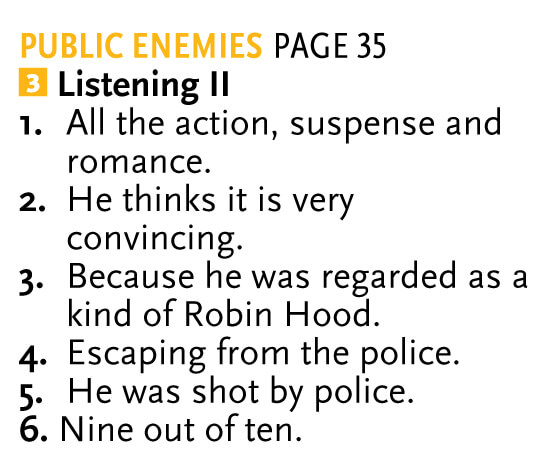 PUBLIC ENEMIES PAGE 35
3 Listening II
1. All the action, suspense and
romance.
2. He thinks it is very
convincing.
3. Because he was regarded as a
kind of Robin Hood.
4. Escaping from the police.
5. He was shot by police.
6. Nine out of ten.